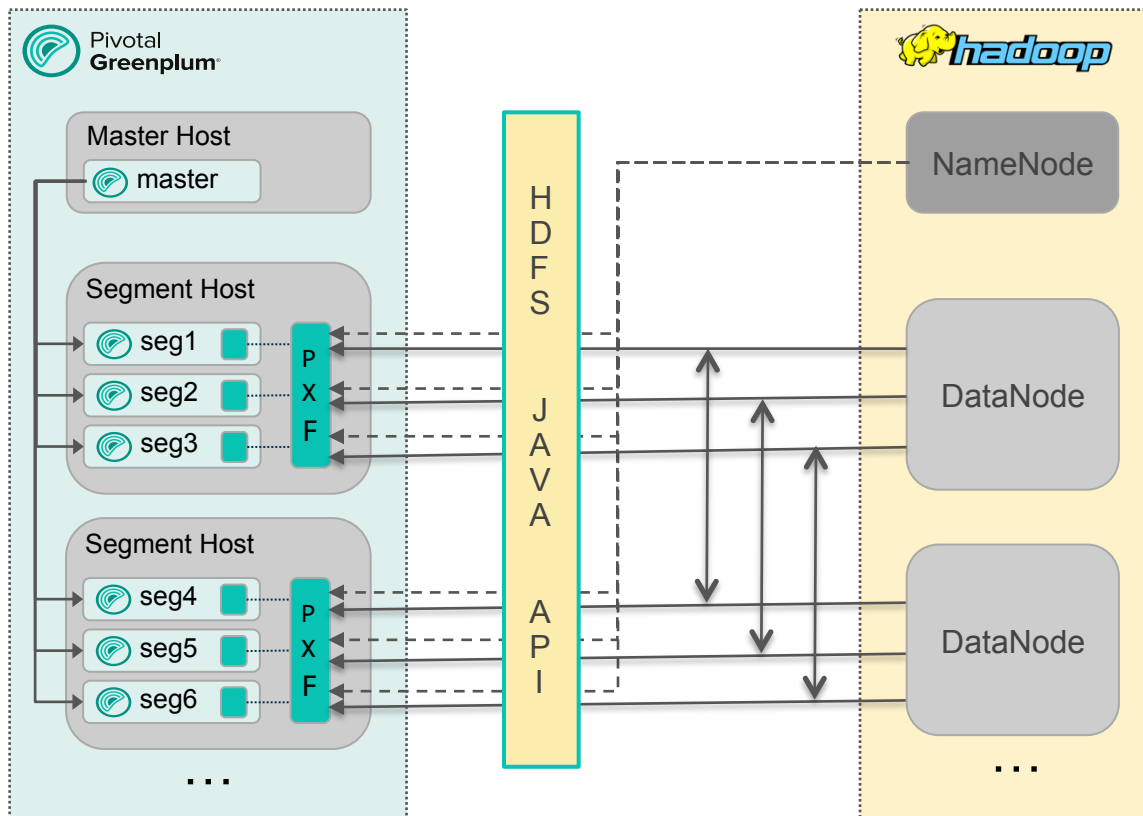 Pivotal
Greenplum®
hadoop
Master Host
master
NameNode
Segment Host
seg1
seg2
seg3
P
X
F
DataNode
H
D
F
S
J
A
V
A
A
P
I
Segment Host
seg4
seg5
seg6
P
X
F
DataNode
...
...